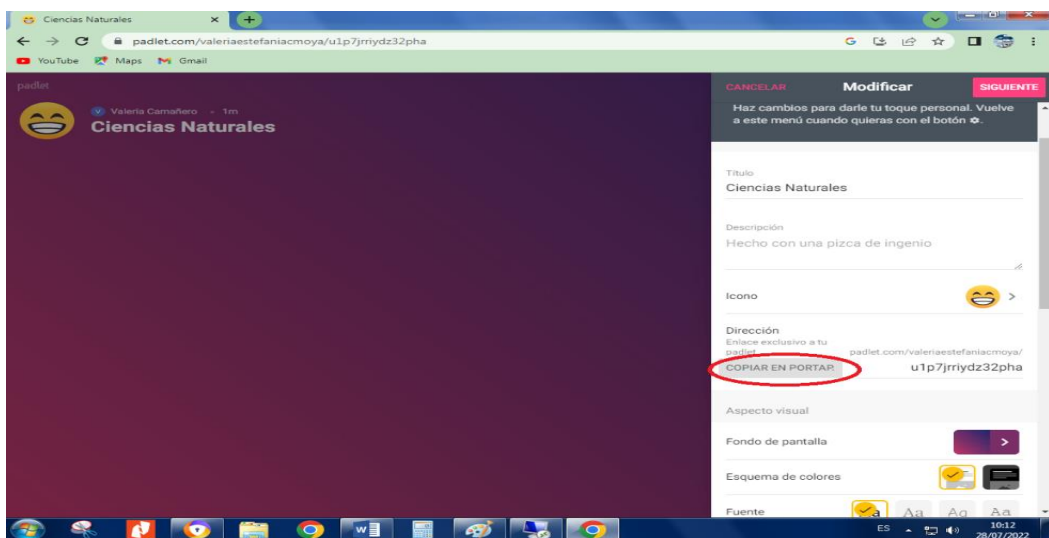 Ciencias Naturales
padlet.com/valeriaestefaniacmoya/u1p7jrriydz32pha
YouTube Maps Gmail
padlet
Valeria Camañero 1m
Ciencias Naturales
CANCELAR Modificar SIGUIENTE
Haz cambios para darle tu toque personal. Vuelve
a este menú cuando quieras con el botón
Título
Ciencias Naturales
Descripción
Hecho con una pizca de ingenio
Icono
Dirección
Enlace exclusivo a tu
padlet padlet.com/valeriaestefaniacmoya/
COPIAR EN PORTAP. u1p7jrriydz32pha
Aspecto visual
Fondo de pantalla
Esquema de colores
Fuente Aa Aa Aa
ES 10:12
28/07/2022